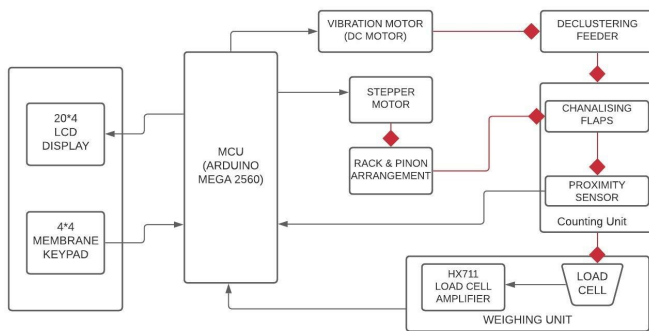 VIBRATION MOTOR
(DC MOTOR)
DECLUSTERING
FEEDER
STEPPER
MOTOR
20*4
LCD
DISPLAY
MCU
(ARDUINO
MEGA 2560)
CHANALISING
FLAPS
RACK & PINON
ARRANGEMENT
PROXIMITY
SENSOR
Counting Unit
4*4
MEMBRANE
KEYPAD
HX711
LOAD CELL
AMPLIFIER
LOAD
CELL
WEIGHING UNIT